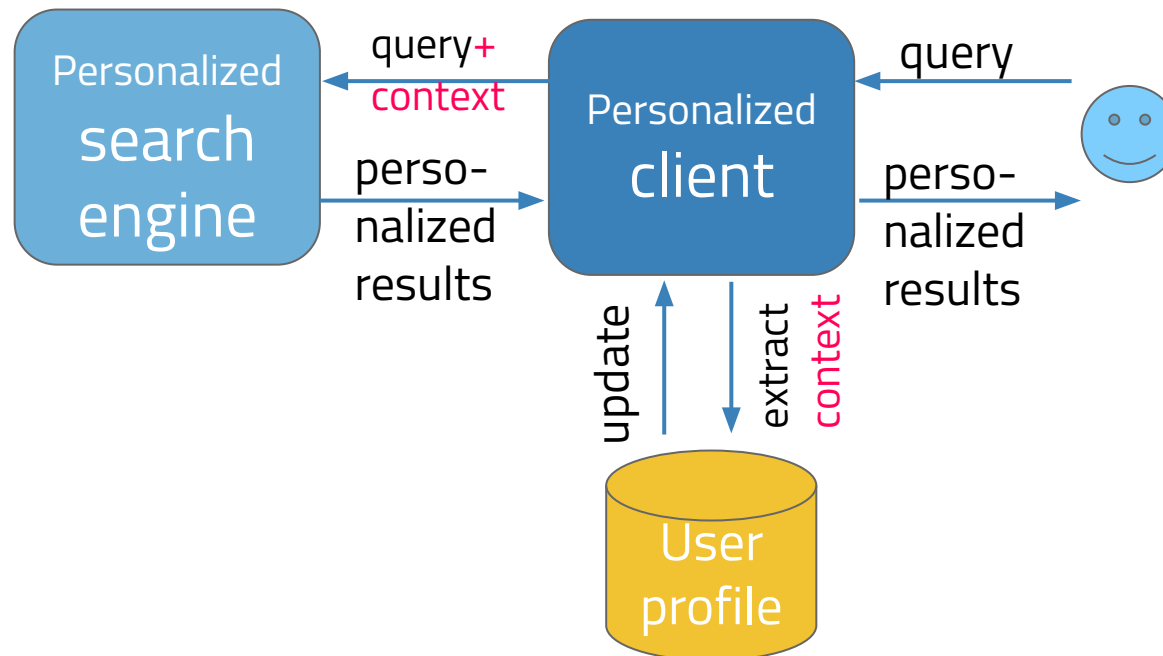 Personalized
search
engine
query+
context
perso-
nalized
results
Personalized
client
query
perso-
nalized
results
update
extract
context
User
profile